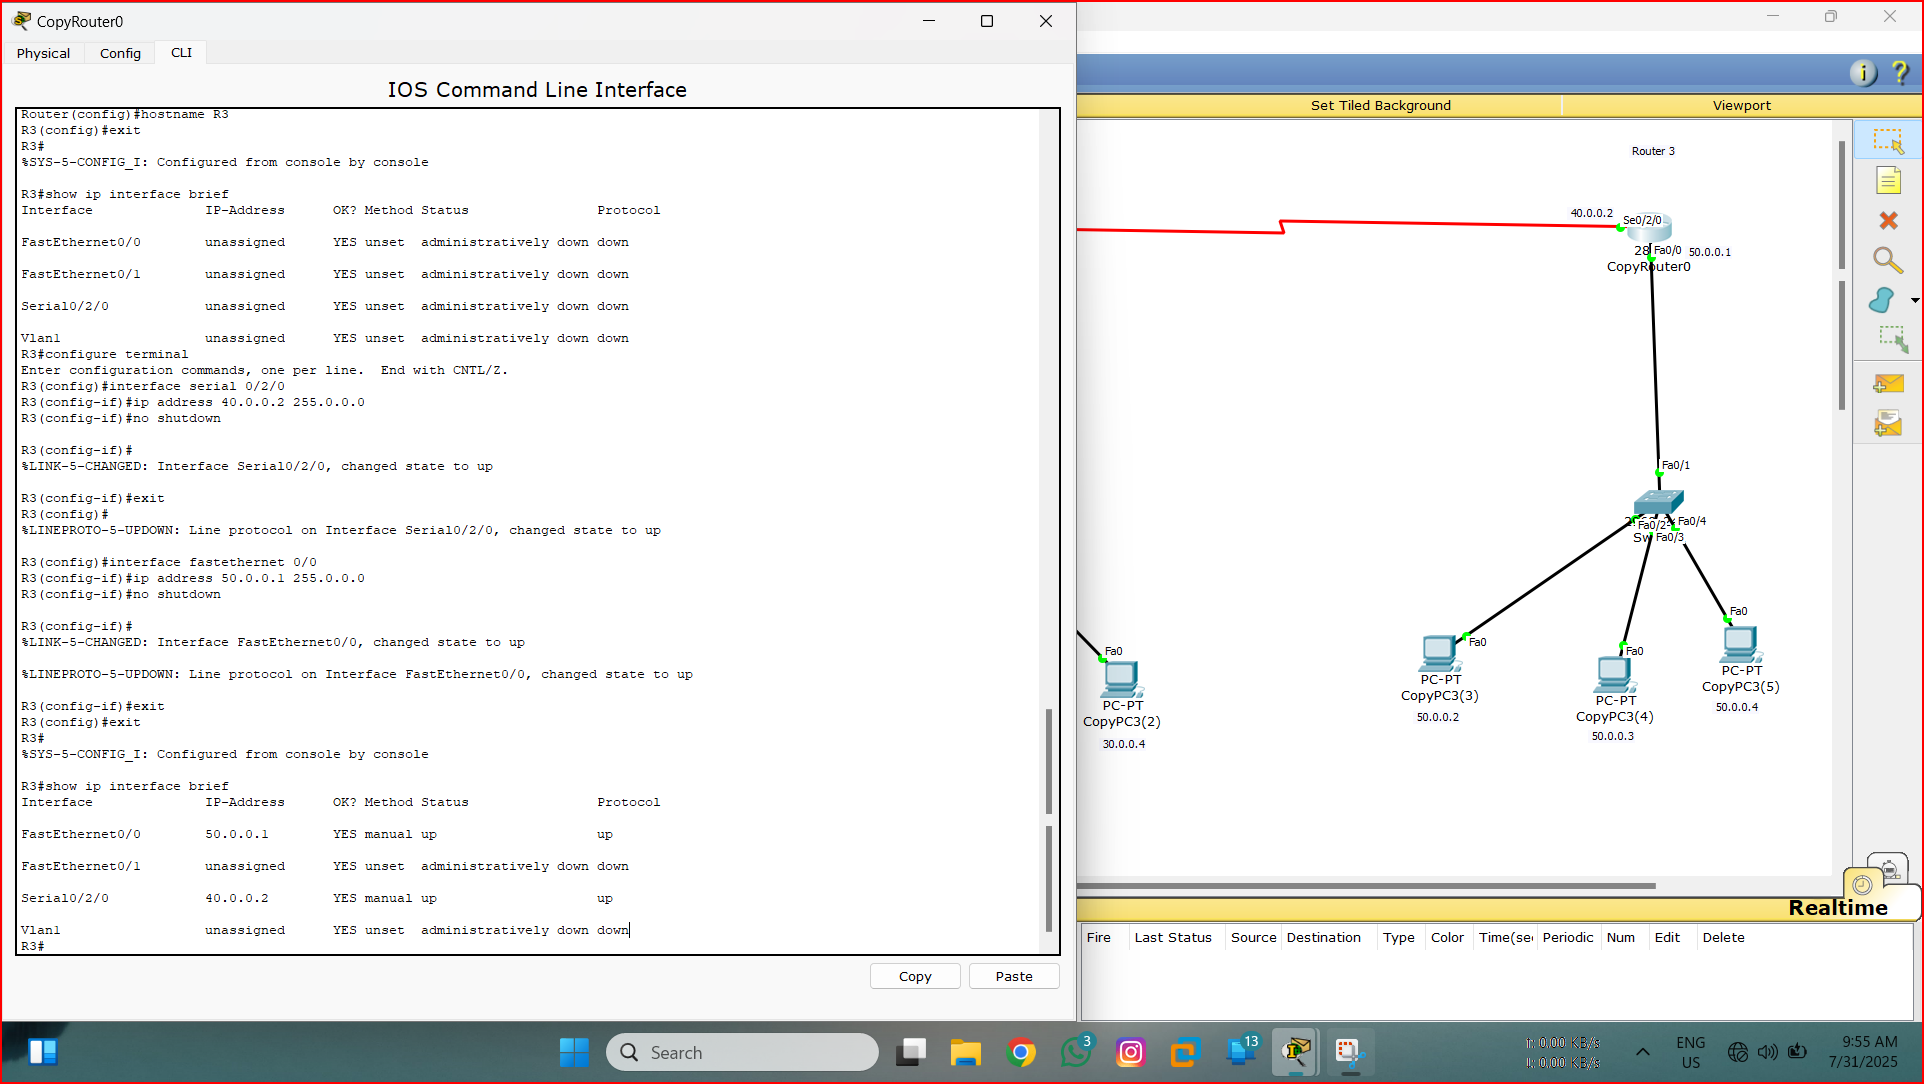 CopyRouter0
Physical Config CLI
IOS Command Line Interface
Router(config)#hostname R3
R3(config)#exit
R3#
%SYS-5-CONFIG_I: Configured from console by console
R3#show ip interface brief
Interface IP-Address OK? Method Status Protocol
FastEthernet0/0 unassigned YES unset administratively down down
FastEthernet0/1 unassigned YES unset administratively down down
Serial0/2/0 unassigned YES unset administratively down down
Vlan1 unassigned YES unset administratively down down
R3#configure terminal
Enter configuration commands, one per line. End with CNTL/Z.
R3(config)#interface serial 0/2/0
R3(config-if)#ip address 40.0.0.2 255.0.0.0
R3(config-if)#no shutdown
R3(config-if)#
%LINK-5-CHANGED: Interface Serial0/2/0, changed state to up
R3(config-if)#exit
R3(config)#
%LINEPROTO-5-UPDOWN: Line protocol on Interface Serial0/2/0, changed state to up
R3(config)#interface fastethernet 0/0
R3(config-if)#ip address 50.0.0.1 255.0.0.0
R3(config-if)#no shutdown
R3(config-if)#
%LINK-5-CHANGED: Interface FastEthernet0/0, changed state to up
%LINEPROTO-5-UPDOWN: Line protocol on Interface FastEthernet0/0, changed state to up
R3(config-if)#exit
R3(config)#exit
R3#
%SYS-5-CONFIG_I: Configured from console by console
R3#show ip interface brief
Interface IP-Address OK? Method Status Protocol
FastEthernet0/0 50.0.0.1 YES manual up up
FastEthernet0/1 unassigned YES unset administratively down down
Serial0/2/0 40.0.0.2 YES manual up up
Vlan1 unassigned YES unset administratively down down
R3#
Copy Paste
Set Tiled Background Viewport
Router 3
40.0.0.2 Se0/2/0
28 Fa0/0 50.0.0.1
CopyRouter0
Fa0/1
Fa0/2 Fa0/4
Sw Fa0/3
Fa0
PC-PT
CopyPC3(2)
30.0.0.4
Fa0
PC-PT
CopyPC3(3)
50.0.0.2
Fa0
PC-PT
CopyPC3(4)
50.0.0.3
Fa0
PC-PT
CopyPC3(5)
50.0.0.4
Realtime
Fire Last Status Source Destination Type Color Time(sec Periodic Num Edit Delete
Search
3
13
0,00 KB/s
0,00 KB/s
ENG
US
9:55 AM
7/31/2025